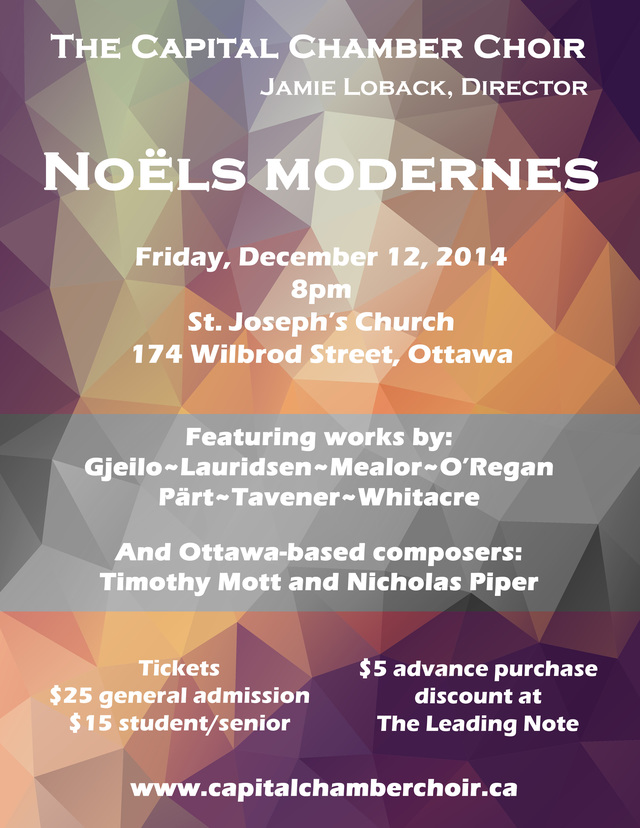 The Capital Chamber Choir
Jamie Loback, Director
Noëls modernes
Friday, December 12, 2014
8pm
St. Joseph's Church
174 Wilbrod Street, Ottawa
Featuring works by:
Gjeilo~Lauridsen~Mealor~O'Regan
Pärt~Tavener~Whitacre
And Ottawa-based composers:
Timothy Mott and Nicholas Piper
Tickets
$25 general admission
$15 student/senior
$5 advance purchase
discount at
The Leading Note
www.capitalchamberchoir.ca